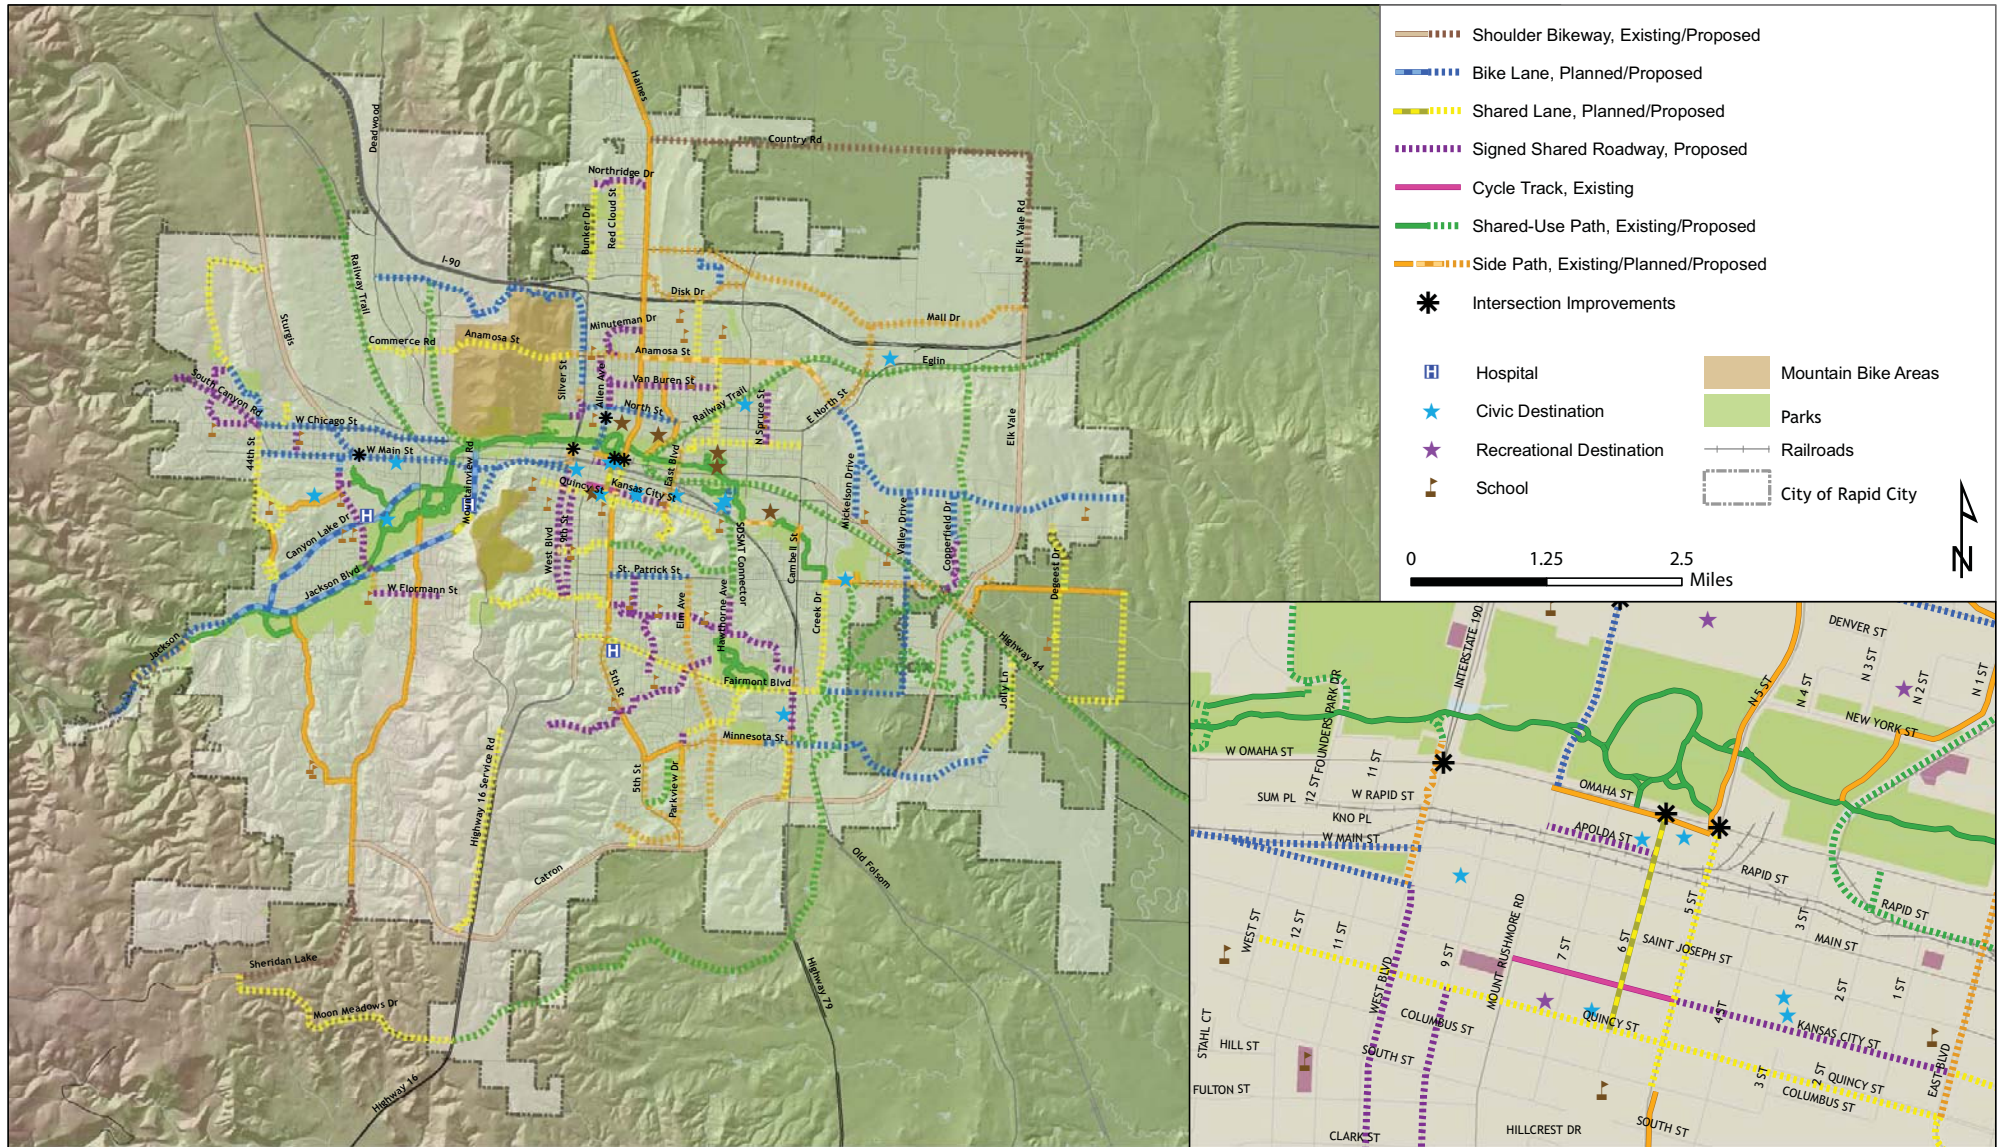 Shoulder Bikeway, Existing/Proposed
Bike Lane, Planned/Proposed
Shared Lane, Planned/Proposed
Signed Shared Roadway, Proposed
Cycle Track, Existing
Shared-Use Path, Existing/Proposed
Side Path, Existing/Planned/Proposed
Intersection Improvements
H Hospital
Civic Destination
Recreational Destination
School
Mountain Bike Areas
Parks
Railroads
City of Rapid City
0 1.25 2.5
Miles
N
Haines
Deadwood
Country Rd
Northridge Dr
Bunker Dr
Red Cloud St
N Elk Vale Rd
I-90
Railway Trail
Disk Dr
Mall Dr
Sturgis
Minuteman Dr
Commerce Rd
Anamosa St
Anamosa St
Eglin
Silver St
Allen Ave
Van Buren St
South Canyon Rd
North St
Railway Trail
N Spruce St
E North St
W Chicago St
Elk Vale
44th St
W Main St
Mountainview Rd
East Blvd
Quincy St
Kansas City St
Mickelson Drive
H
H
Canyon Lake Dr
West Blvd
9th St
SDSMT Connector
Cambell St
Valley Drive
Copperfield Dr
Degeest Dr
Jackson Blvd
W Flormann St
St. Patrick St
Elm Ave
Hawthorne Ave
Creek Dr
Jackson
H
Highway 44
5th St
Fairmont Blvd
Jolly Ln
Minnesota St
Highway 16 Service Rd
5th St
Parkview Dr
Catron
Old Folsom
Sheridan Lake
Moon Meadows Dr
Highway 79
Highway 16
INTERSTATE 190
DENVER ST
N 3 ST
N 2 ST
N 1 ST
N 5 ST
N 4 ST
NEW YORK ST
FOUNDERS PARK DR
W OMAHA ST
11 ST
12 ST
OMAHA ST
SUM PL
W RAPID ST
KNO PL
W MAIN ST
APOLDA ST
RAPID ST
RAPID ST
5 ST
3 ST
MAIN ST
WEST ST
12 ST
11 ST
9 ST
MOUNT RUSHMORE RD
7 ST
6 ST
SAINT JOSEPH ST
WEST BLVD
2 ST
1 ST
4 ST
STAHL CT
COLUMBUS ST
QUINCY ST
KANSAS CITY ST
HILL ST
SOUTH ST
FULTON ST
3 ST
2 ST
QUINCY ST
COLUMBUS ST
EAST BLVD
CLARK ST
HILLCREST DR
SOUTH ST